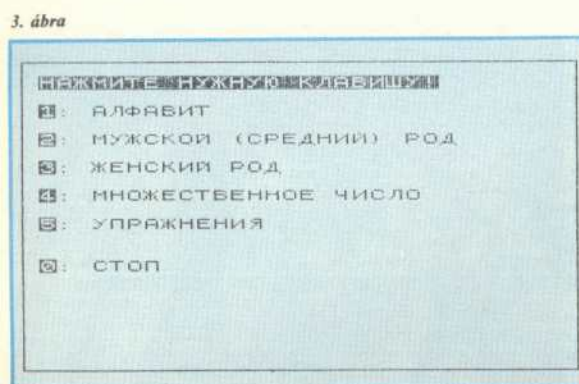 3. ábra
НАЖМИТЕ НУЖНУЮ КЛАВИШУ!
1: АЛФАВИТ
2: МУЖСКОЙ (СРЕДНИЙ) РОД
3: ЖЕНСКИЙ РОД
4: МНОЖЕСТВЕННОЕ ЧИСЛО
5: УПРАЖНЕНИЯ
0: СТОП